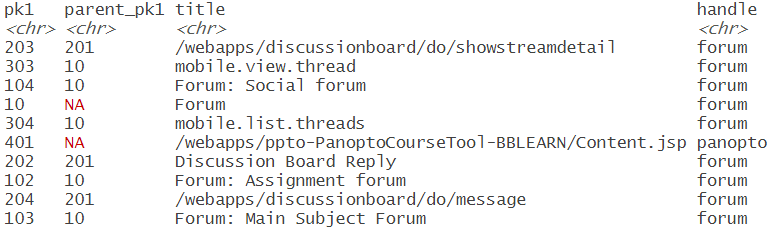 pk1 parent_pk1 title handle
<chr> <chr> <chr> <chr>
203 201 /webapps/discussionboard/do/showstreamdetail forum
303 10 mobile.view.thread forum
104 10 Forum: Social forum forum
10 NA Forum forum
304 10 mobile.list.threads forum
401 NA /webapps/ppto-PanoptoCourseTool-BBLEARN/Content.jsp panopto
202 201 Discussion Board Reply forum
102 10 Forum: Assignment forum forum
204 201 /webapps/discussionboard/do/message forum
103 10 Forum: Main Subject Forum forum